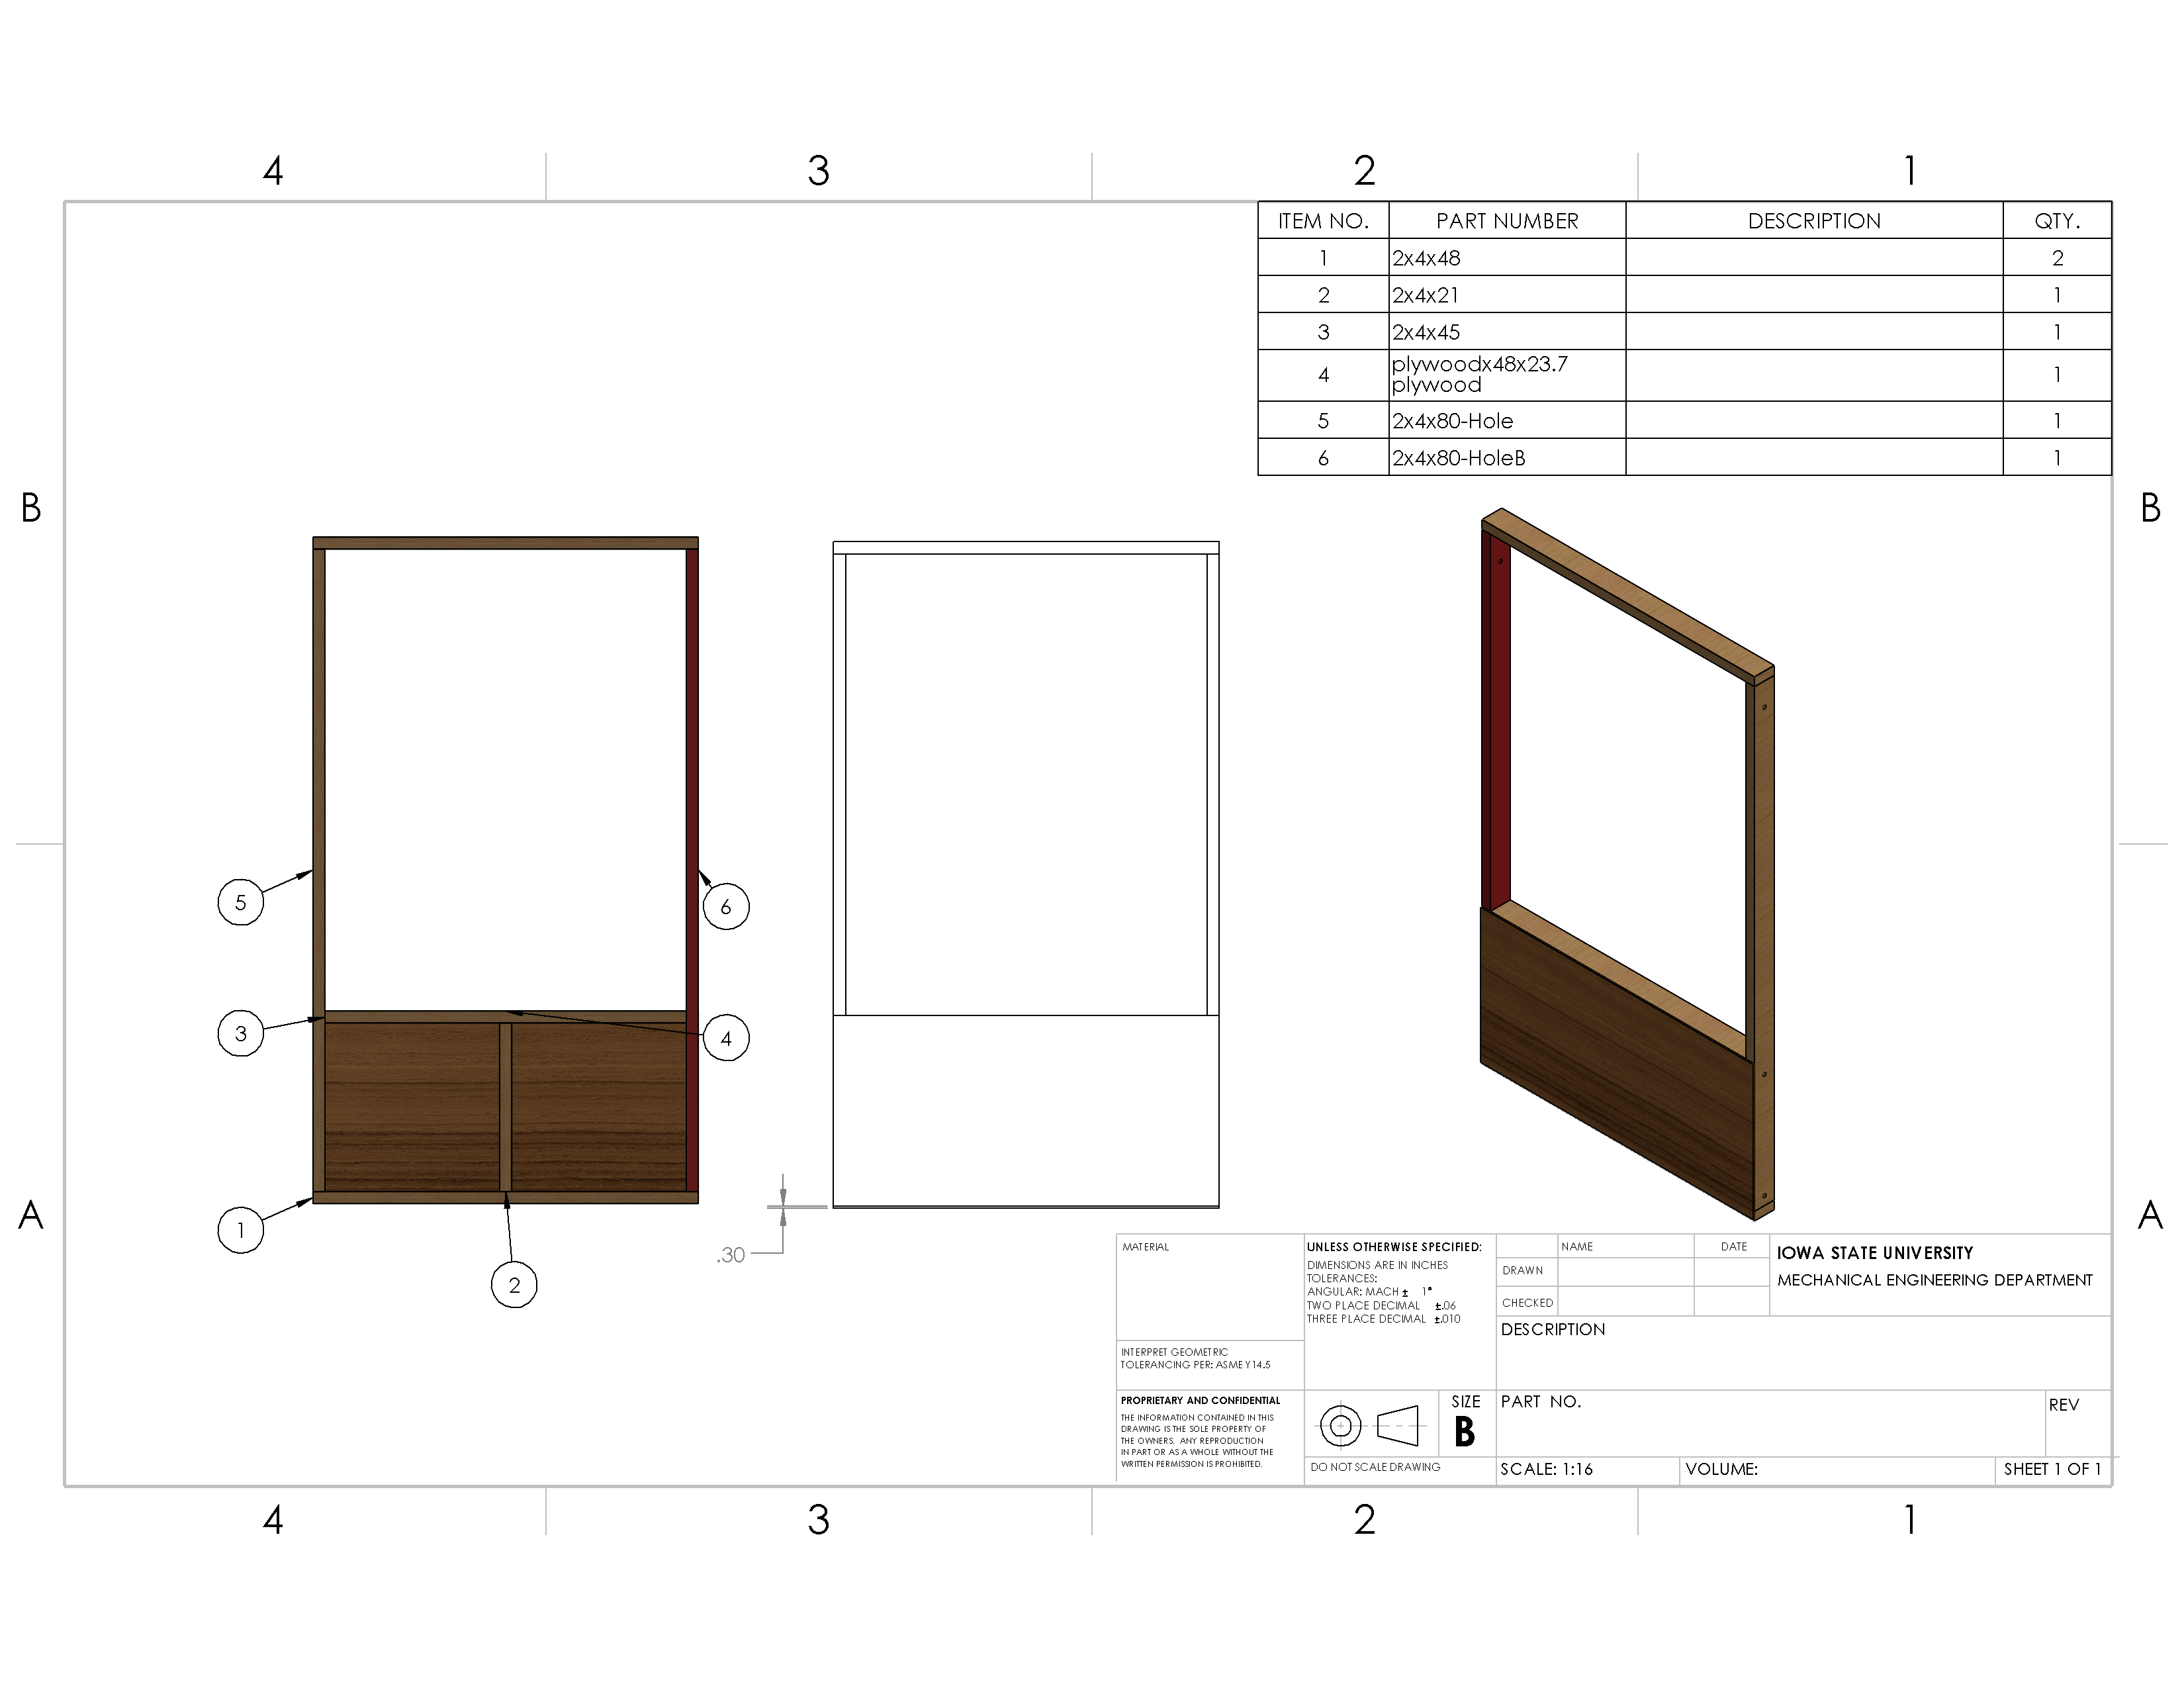 4 3 2 1
ITEM NO. PART NUMBER DESCRIPTION QTY.
1 2x4x48 2
2 2x4x21 1
3 2x4x45 1
4 plywoodx48x23.7 1
plywood
5 2x4x80-Hole 1
6 2x4x80-HoleB 1
B B
5
6
3
4
1
2
.30
A A
MATERIAL
INTERPRET GEOMETRIC
TOLERANCING PER: ASME Y14.5
PROPRIETARY AND CONFIDENTIAL
THE INFORMATION CONTAINED IN THIS
DRAWING IS THE SOLE PROPERTY OF
THE OWNERS. ANY REPRODUCTION
IN PART OR AS A WHOLE WITHOUT THE
WRITTEN PERMISSION IS PROHIBITED.
UNLESS OTHERWISE SPECIFIED:
DIMENSIONS ARE IN INCHES
TOLERANCES:
ANGULAR: MACH ± 1°
TWO PLACE DECIMAL ±.06
THREE PLACE DECIMAL ±.010
NAME DATE
DRAWN
CHECKED
IOWA STATE UNIVERSITY
MECHANICAL ENGINEERING DEPARTMENT
DESCRIPTION
SIZE
B
PART NO.
REV
DO NOT SCALE DRAWING
SCALE: 1:16
VOLUME:
SHEET 1 OF 1
4 3 2 1